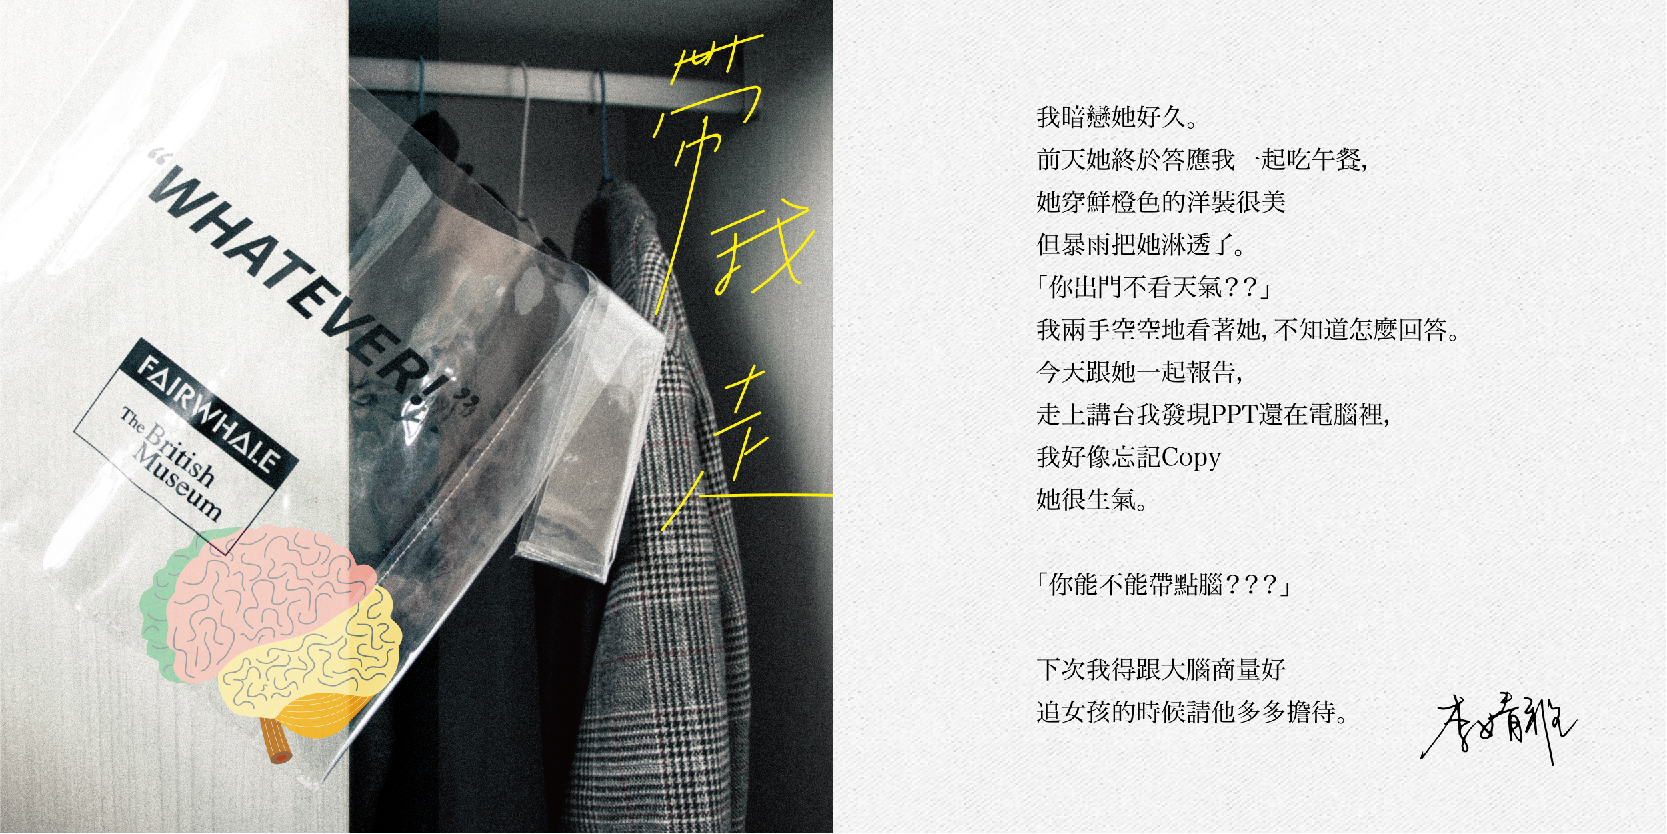 帶我走
“WHATEVER!”
FAIRWHALE
The British
Museum
我暗戀她好久。
前天她終於答應我一起吃午餐,
她穿鮮橙色的洋裝很美
但暴雨把她淋透了。
「你出門不看天氣??」
我兩手空空地看著她, 不知道怎麼回答。
今天跟她一起報告,
走上講台我發現PPT還在電腦裡,
我好像忘記Copy
她很生氣。
「你能不能帶點腦???」
下次我得跟大腦商量好
追女孩的時候請他多多擔待。
李婧雅